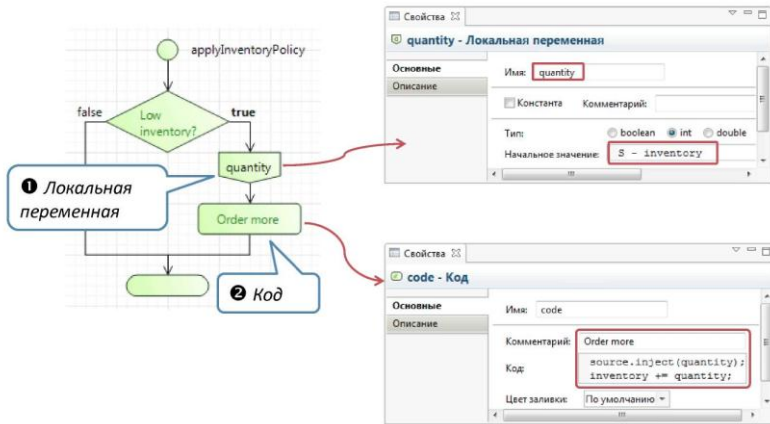 applyInventoryPolicy
false
true
Low
inventory?
quantity
❶ Локальная
переменная
Order more
❷ Код
Свойства
quantity - Локальная переменная
Основные
Описание
Имя: quantity
Константа Комментарий:
Тип: boolean int double
Начальное значение: S - inventory
Свойства
code - Код
Основные
Описание
Имя: code
Комментарий: Order more
Код: source.inject(quantity);
inventory += quantity;
Цвет заливки: По умолчанию